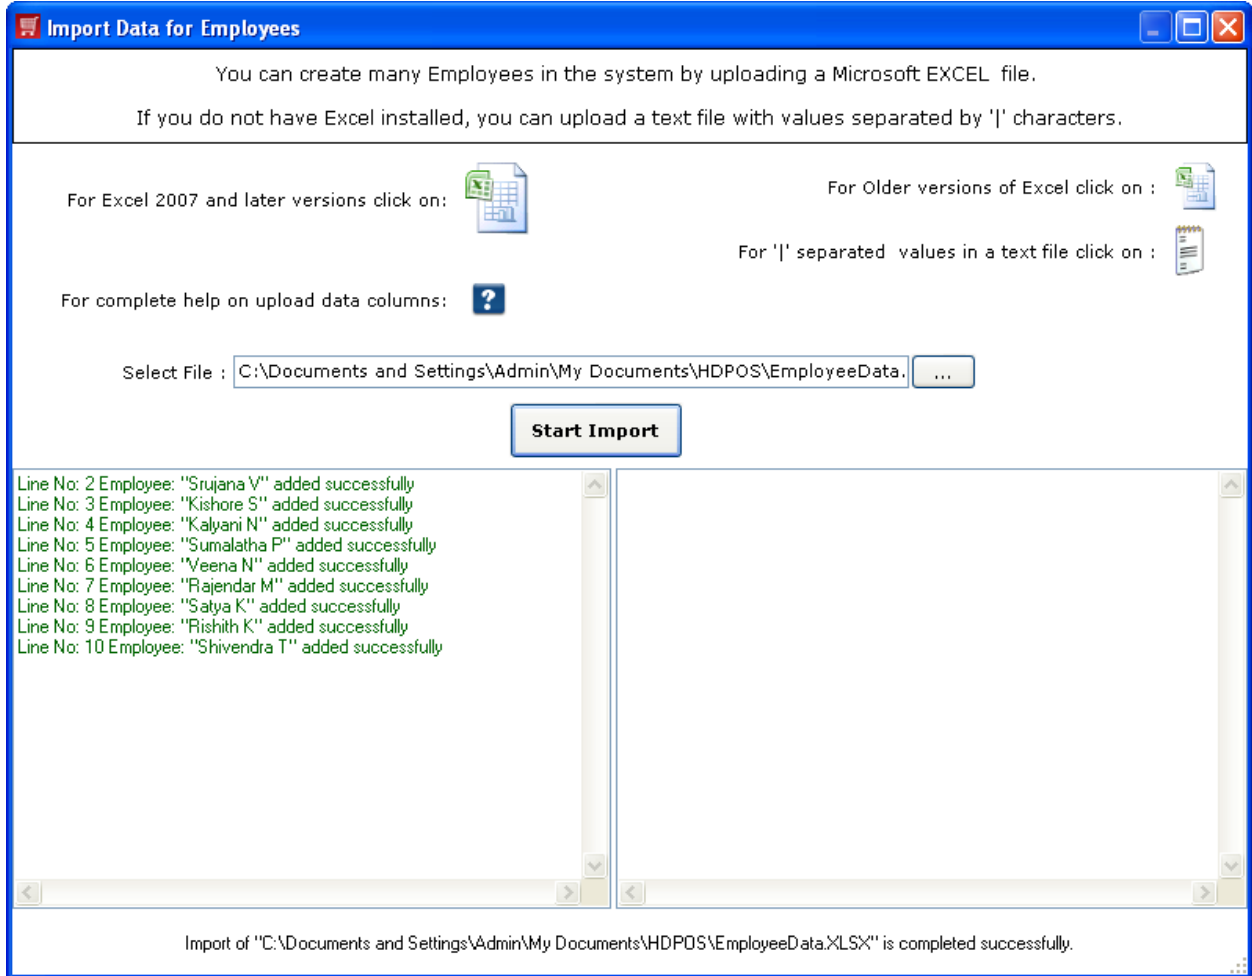 Import Data for Employees
You can create many Employees in the system by uploading a Microsoft EXCEL  file.
If you do not have Excel installed, you can upload a text file with values separated by '|' characters.
For Excel 2007 and later versions click on:
For Older versions of Excel click on :
For '|' separated  values in a text file click on :
For complete help on upload data columns:
?
Select File : C:\Documents and Settings\Admin\My Documents\HDPOS\EmployeeData. ...
Start Import
Line No: 2 Employee: "Srujana V" added successfully
Line No: 3 Employee: "Kishore S" added successfully
Line No: 4 Employee: "Kalyani N" added successfully
Line No: 5 Employee: "Sumalatha P" added successfully
Line No: 6 Employee: "Veena N" added successfully
Line No: 7 Employee: "Rajendar M" added successfully
Line No: 8 Employee: "Satya K" added successfully
Line No: 9 Employee: "Rishith K" added successfully
Line No: 10 Employee: "Shivendra T" added successfully
Import of "C:\Documents and Settings\Admin\My Documents\HDPOS\EmployeeData.XLSX" is completed successfully.